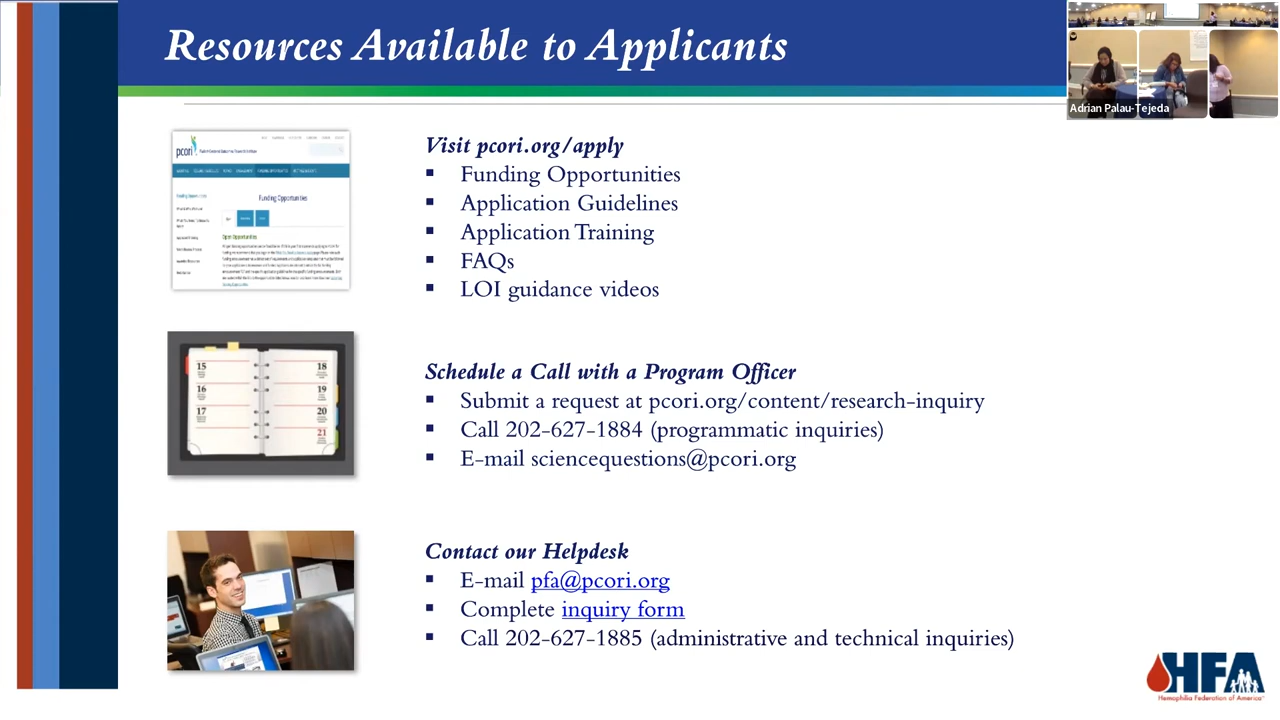 Resources Available to Applicants
Adrian Palau-Tejeda
pcori
Funding Opportunities
Open Opportunities
Visit pcori.org/apply
▪ Funding Opportunities
▪ Application Guidelines
▪ Application Training
▪ FAQs
▪ LOI guidance videos
15
16
17
18
19
20
21
Schedule a Call with a Program Officer
▪ Submit a request at pcori.org/content/research-inquiry
▪ Call 202-627-1884 (programmatic inquiries)
▪ E-mail sciencequestions@pcori.org
Contact our Helpdesk
▪ E-mail pfa@pcori.org
▪ Complete inquiry form
▪ Call 202-627-1885 (administrative and technical inquiries)
HFA
Hemophilia Federation of America